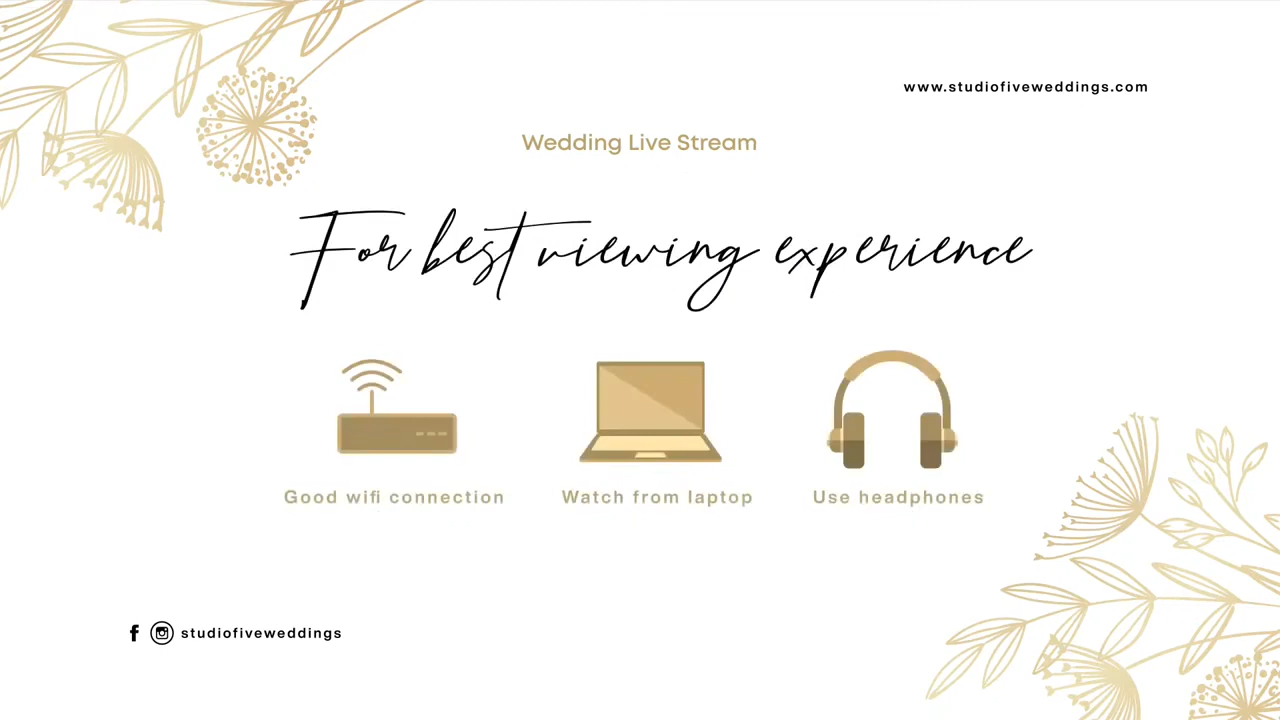 www.studiofiveweddings.com
Wedding Live Stream
For best viewing experience
Good wifi connection
Watch from laptop
Use headphones
studiofiveweddings